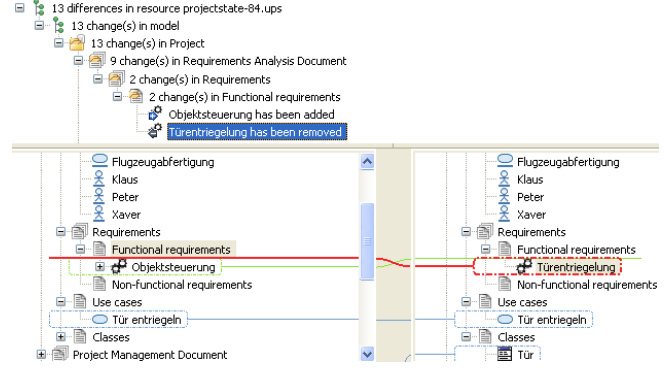 13 differences in resource projectstate-84.ups
13 change(s) in model
13 change(s) in Project
9 change(s) in Requirements Analysis Document
2 change(s) in Requirements
2 change(s) in Functional requirements
Objektsteuerung has been added
Türentriegelung has been removed
Flugzeugabfertigung
Klaus
Peter
Xaver
Requirements
Functional requirements
Objektsteuerung
Non-functional requirements
Use cases
Tür entriegeln
Classes
Project Management Document
Flugzeugabfertigung
Klaus
Peter
Xaver
Requirements
Functional requirements
Türentriegelung
Non-functional requirements
Use cases
Tür entriegeln
Classes
Tür